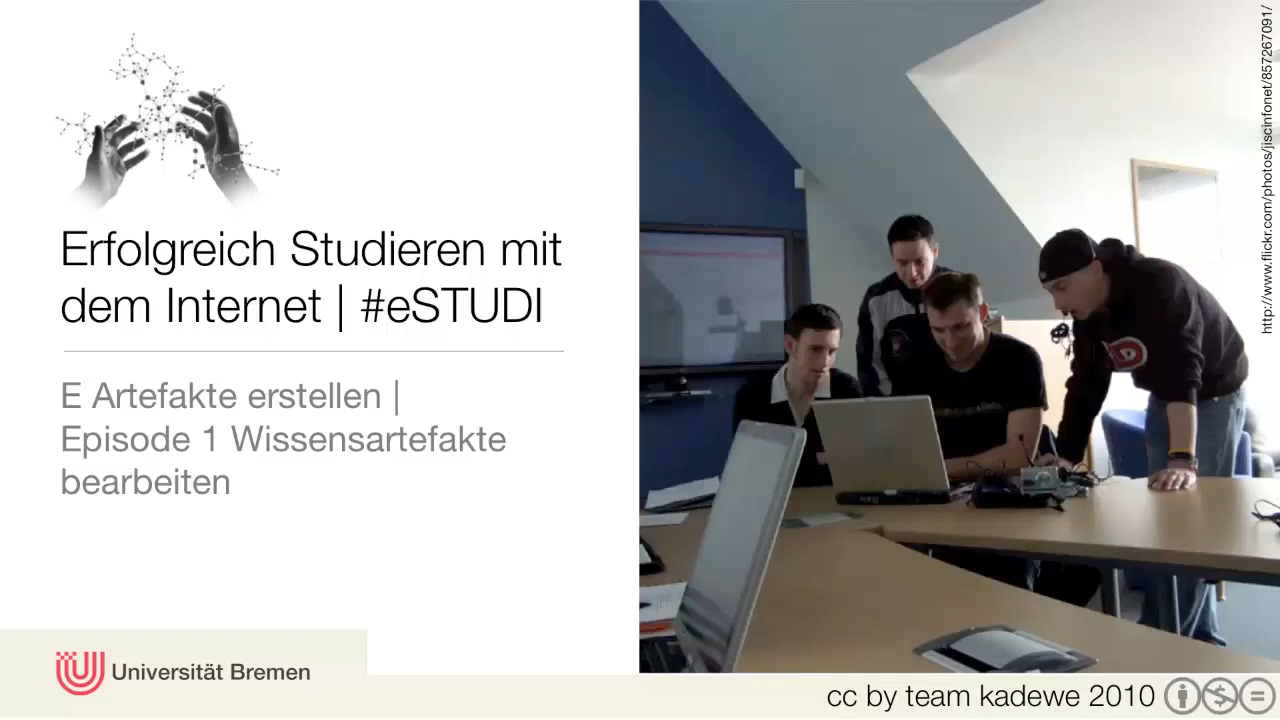 Erfolgreich Studieren mit
dem Internet | #eSTUDI
E Artefakte erstellen |
Episode 1 Wissensartefakte
bearbeiten
Universität Bremen
http://www.flickr.com/photos/jiscinfonet/857267091/
cc by team kadewe 2010